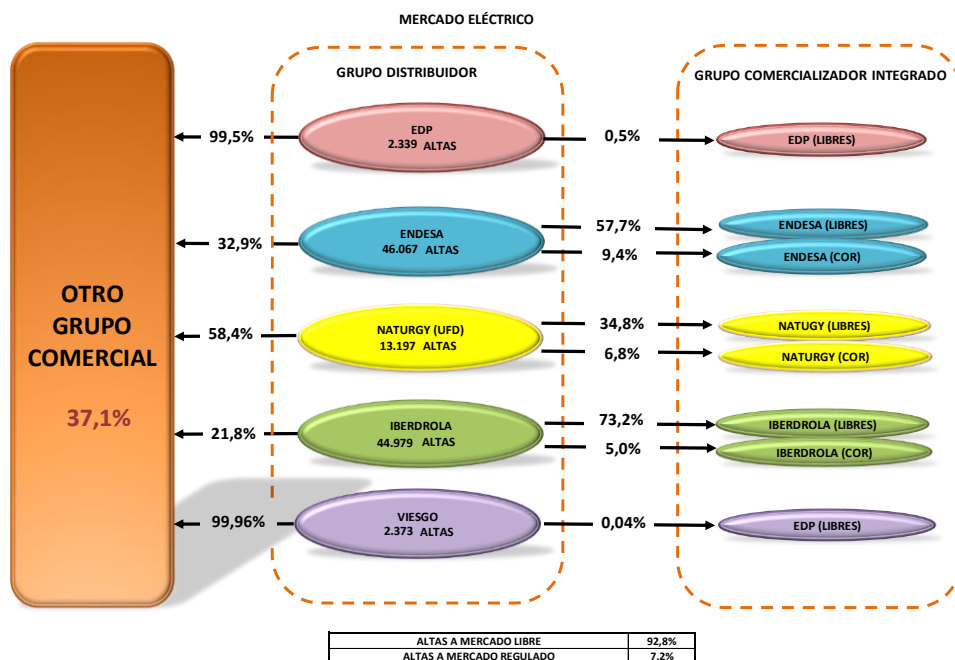 MERCADO ELÉCTRICO
GRUPO DISTRIBUIDOR
GRUPO COMERCIALIZADOR INTEGRADO
OTRO
GRUPO
COMERCIAL
37,1%
99,5%
EDP
2.339 ALTAS
0,5%
EDP (LIBRES)
32,9%
ENDESA
46.067 ALTAS
57,7%
ENDESA (LIBRES)
9,4%
ENDESA (COR)
58,4%
NATURGY (UFD)
13.197 ALTAS
34,8%
NATUGY (LIBRES)
6,8%
NATURGY (COR)
21,8%
IBERDROLA
44.979 ALTAS
73,2%
IBERDROLA (LIBRES)
5,0%
IBERDROLA (COR)
99,96%
VIESGO
2.373 ALTAS
0,04%
EDP (LIBRES)
ALTAS A MERCADO LIBRE 92,8%
ALTAS A MERCADO REGULADO 7,2%